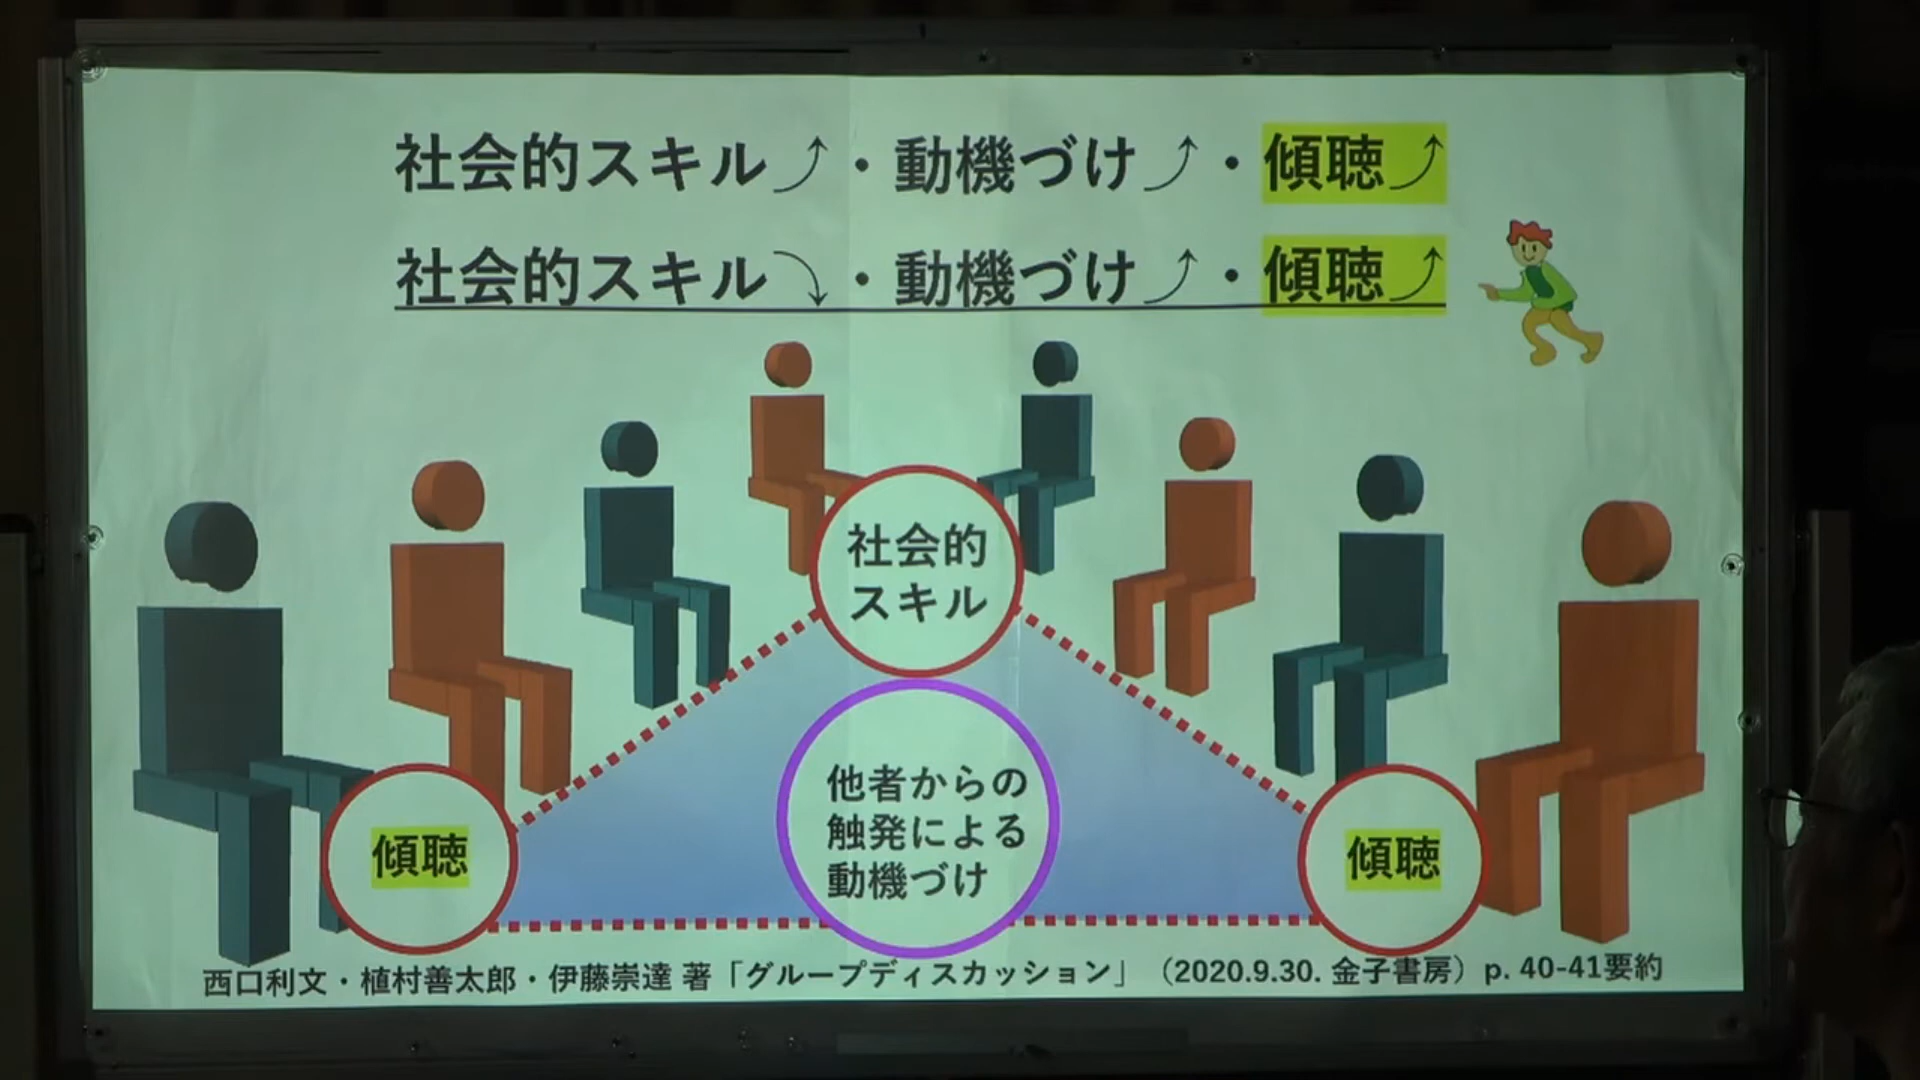 社会的スキル⤴・動機づけ⤴・傾聴⤴
社会的スキル⤵・動機づけ⤴・傾聴⤴
社会的
スキル
他者からの
触発による
動機づけ
傾聴
傾聴
西口利文・植村善太郎・伊藤崇達 著「グループディスカッション」（2020.9.30. 金子書房）p. 40-41要約